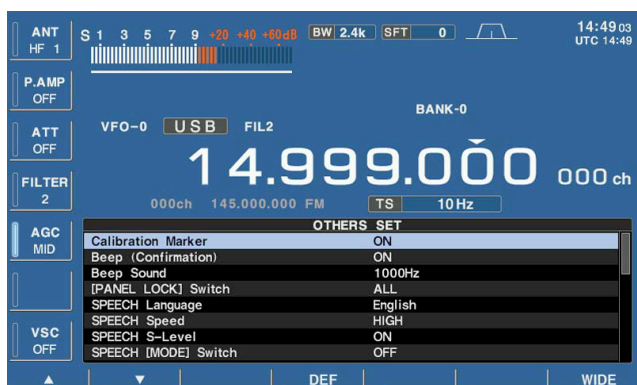 ANT
HF 1
S 1 3 5 7 9 +20 +40 +60dB
BW 2.4k SFT 0
14:49 03
UTC 14:49
P.AMP
OFF
BANK-0
ATT
OFF
VFO-0 USB FIL2
14.999.000 000 ch
FILTER
2
000ch 145.000.000 FM TS 10Hz
AGC
MID
OTHERS SET
Calibration Marker ON
Beep (Confirmation) ON
Beep Sound 1000Hz
[PANEL LOCK] Switch ALL
SPEECH Language English
SPEECH Speed HIGH
VSC
OFF
SPEECH S-Level ON
SPEECH [MODE] Switch OFF
▲ ▼ DEF WIDE